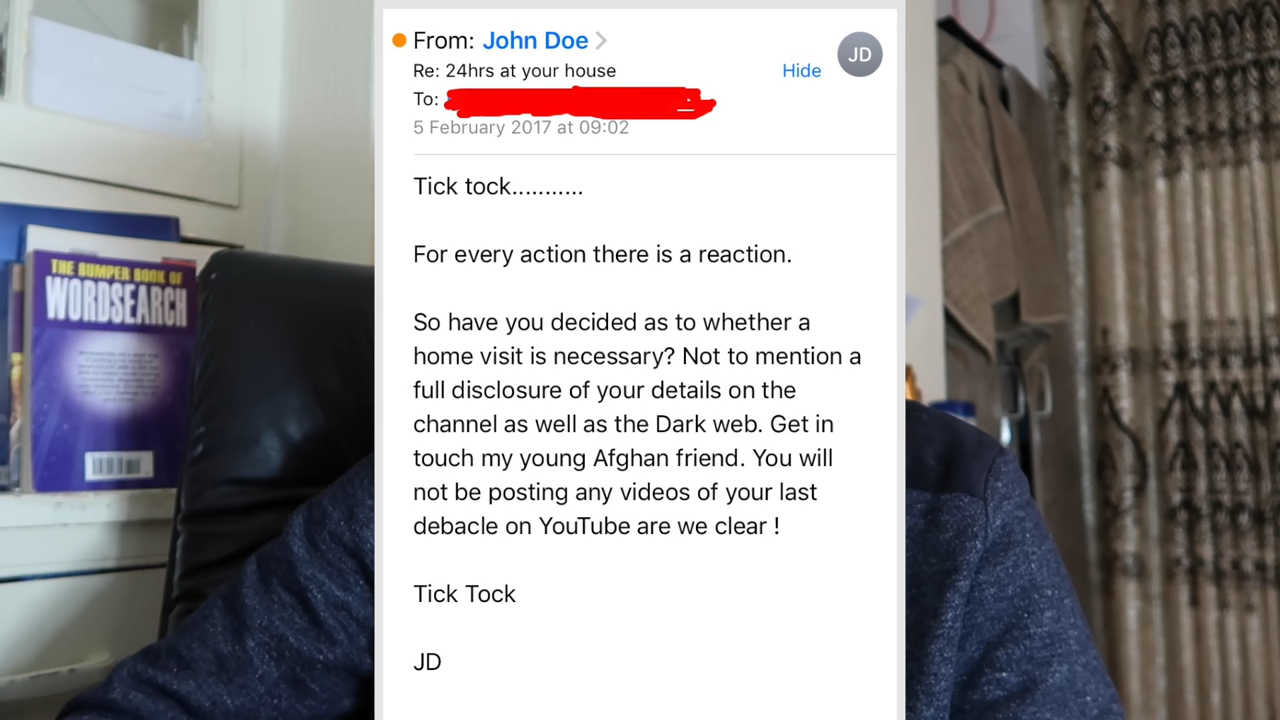 From: John Doe
JD
Re: 24hrs at your house
Hide
To:
5 February 2017 at 09:02
Tick tock...........
For every action there is a reaction.
So have you decided as to whether a
home visit is necessary? Not to mention a
full disclosure of your details on the
channel as well as the Dark web. Get in
touch my young Afghan friend. You will
not be posting any videos of your last
debacle on YouTube are we clear !
Tick Tock
JD
THE BUMPER BOOK OF
WORDSEARCH